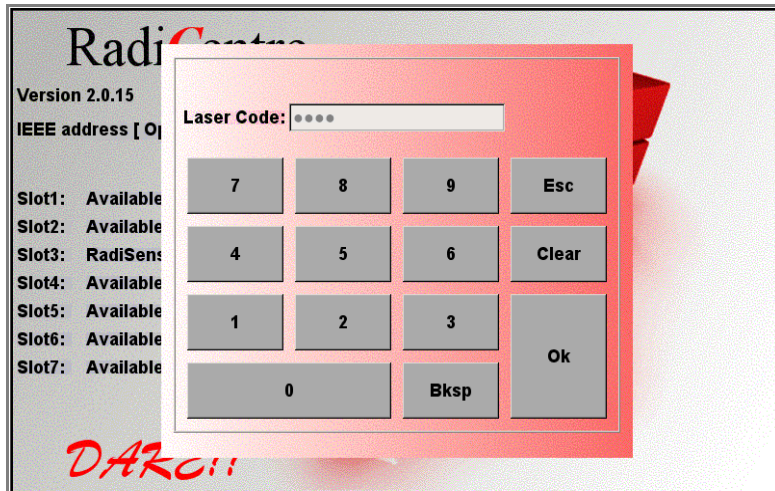 Version 2.0.15
IEEE address [
Slot1: Available
Slot2: Available
Slot3: RadiSens
Slot4: Available
Slot5: Available
Slot6: Available
Slot7: Available
Laser Code: ●●●●
7 8 9 Esc
4 5 6 Clear
1 2 3
Ok
0 Bksp